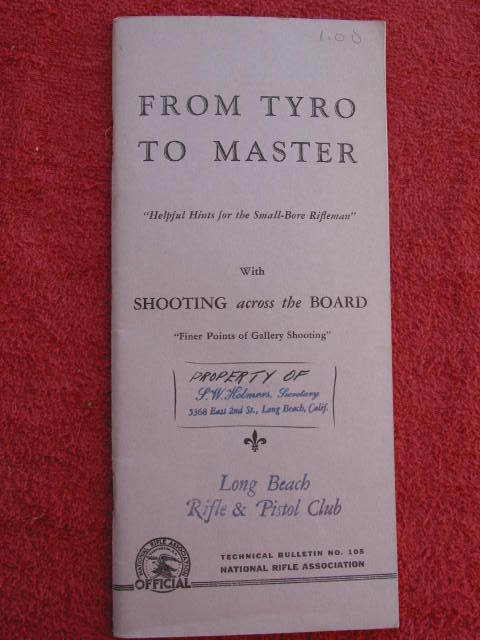 1.00
FROM TYRO
TO MASTER
"Helpful Hints for the Small-Bore Rifleman"
With
SHOOTING across the BOARD
"Finer Points of Gallery Shooting"
PROPERTY OF
S.W. Holmers, Secretary
5368 East 2nd St., Long Beach, Calif.
Long Beach
Rifle & Pistol Club
TECHNICAL BULLETIN NO. 105
NATIONAL RIFLE ASSOCIATION
NATIONAL RIFLE ASSOCIATION
OFFICIAL